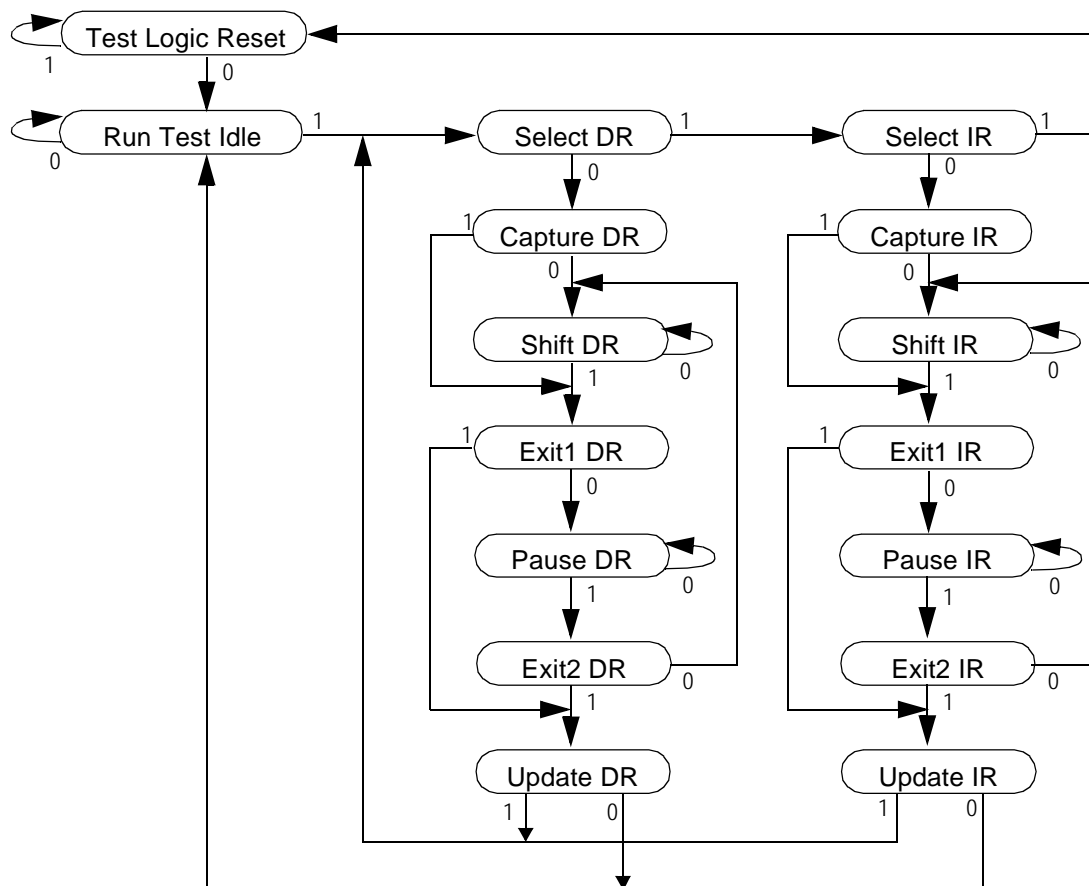 Test Logic Reset
1
0
Run Test Idle
1
0
Select DR
1
0
Select IR
1
0
1
Capture DR
0
1
Capture IR
0
Shift DR
0
1
Shift IR
0
1
1
Exit1 DR
0
1
Exit1 IR
0
Pause DR
0
1
Pause IR
0
1
Exit2 DR
0
1
Exit2 IR
0
1
Update DR
1
0
Update IR
1
0